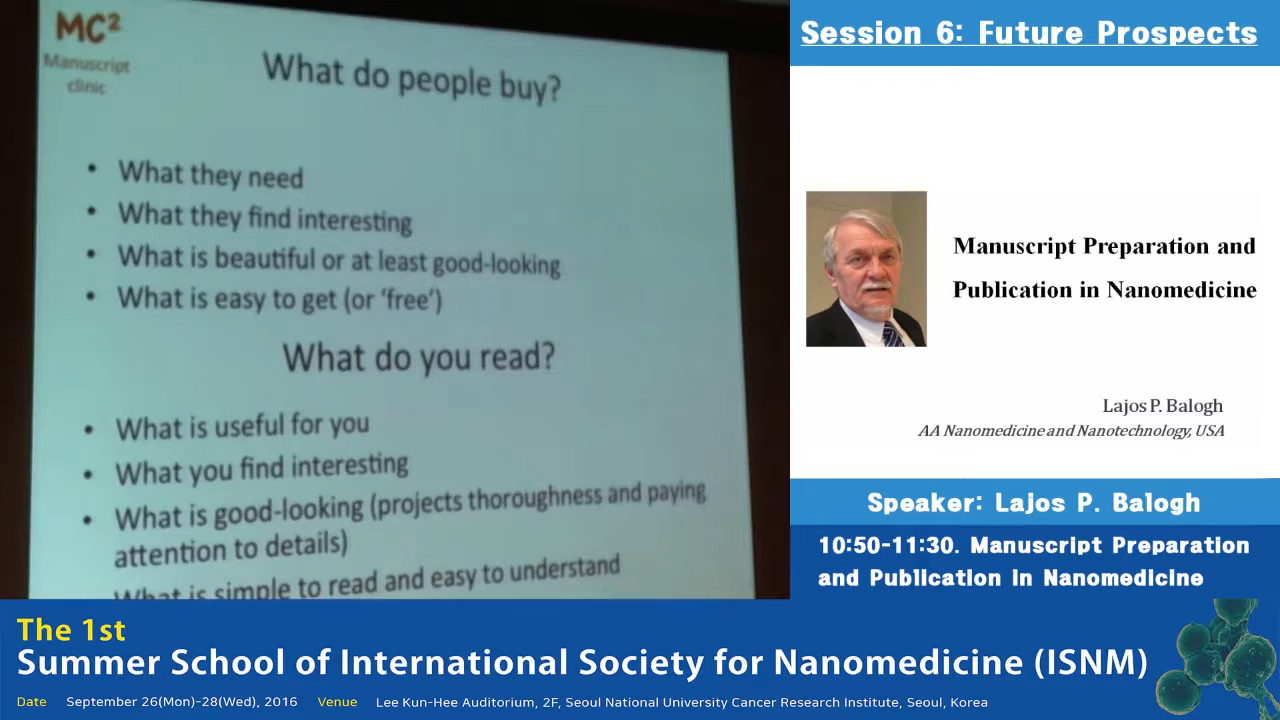 MC²
Manuscript
clinic
What do people buy?
• What they need
• What they find interesting
• What is beautiful or at least good-looking
• What is easy to get (or ‘free’)
What do you read?
• What is useful for you
• What you find interesting
• What is good-looking (projects thoroughness and paying
attention to details)
What is simple to read and easy to understand
Session 6: Future Prospects
Manuscript Preparation and
Publication in Nanomedicine
Lajos P. Balogh
AA Nanomedicine and Nanotechnology, USA
Speaker: Lajos P. Balogh
10:50-11:30. Manuscript Preparation
and Publication in Nanomedicine
The 1st
Summer School of International Society for Nanomedicine (ISNM)
Date September 26(Mon)-28(Wed), 2016 Venue Lee Kun-Hee Auditorium, 2F, Seoul National University Cancer Research Institute, Seoul, Korea